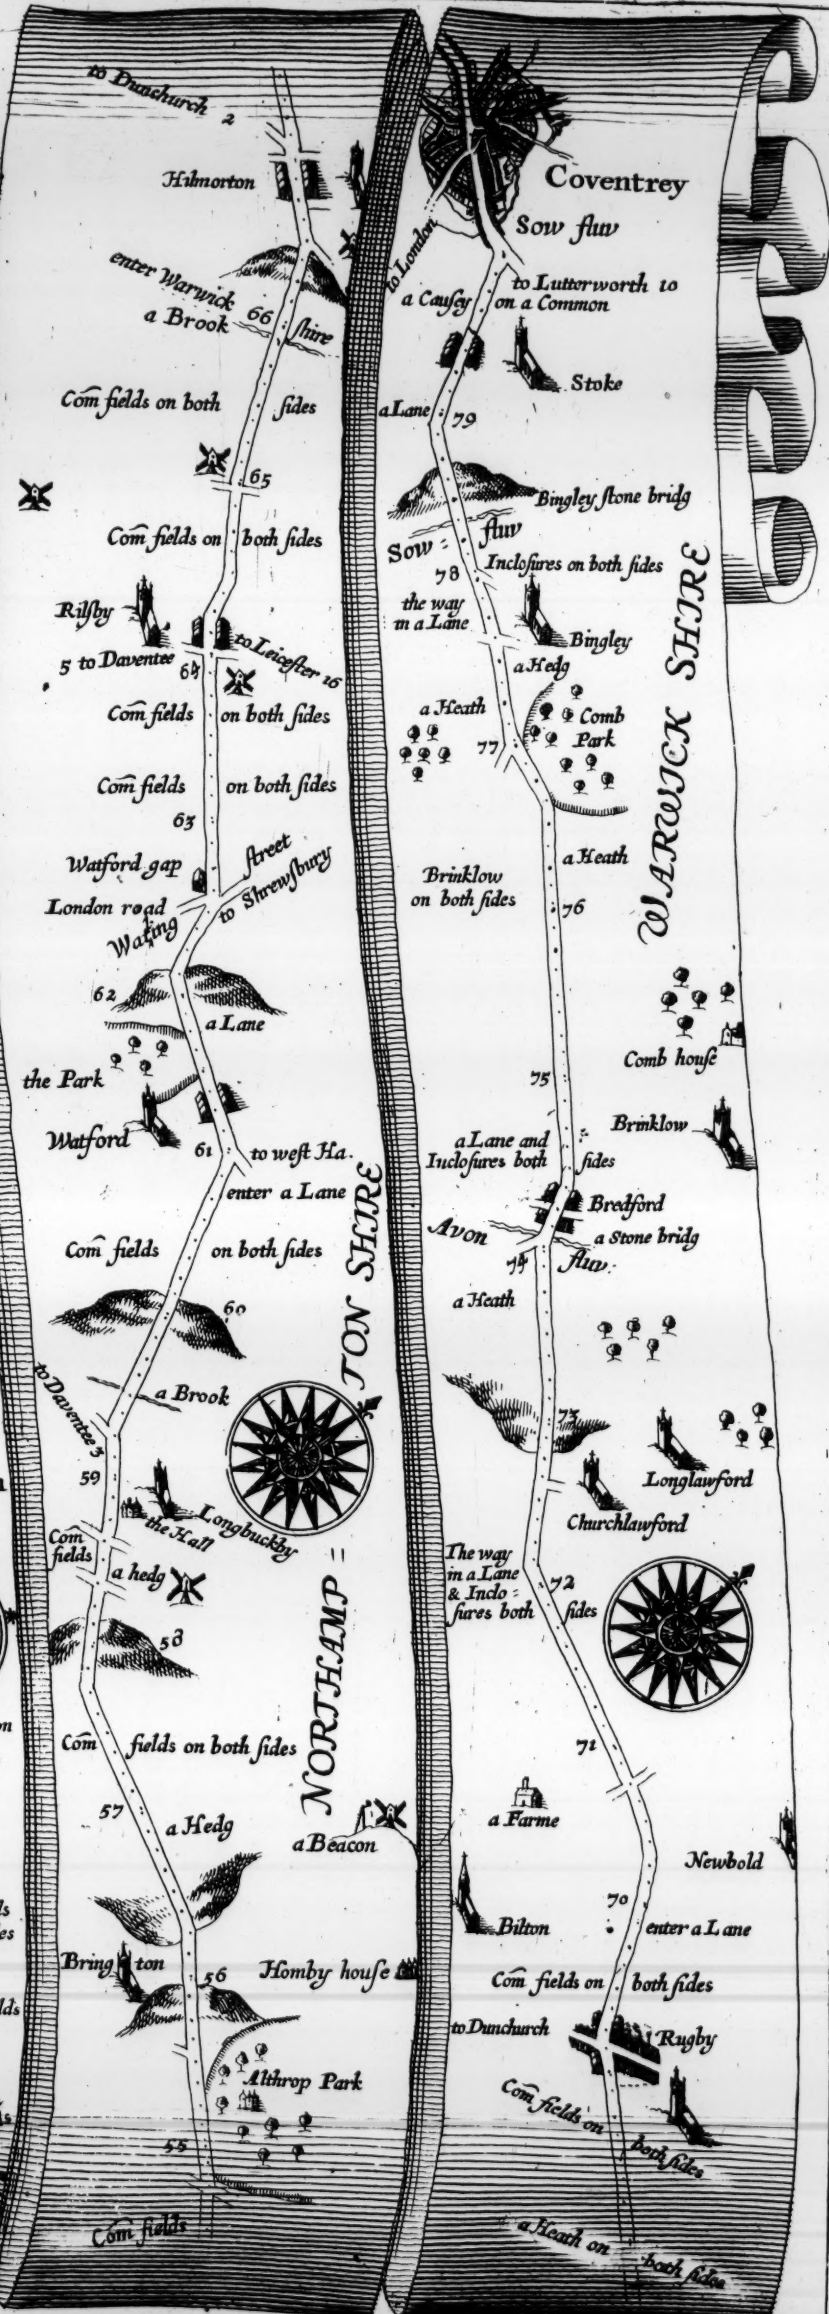 to Dunchurch 2
Hilmorton
enter Warwick shire
a Brook
66
Com̄ fields on both sides
65
Com̄ fields on both sides
Rilsby
5 to Daventee
64
to Leicester 16
Com̄ fields on both sides
Com̄ fields on both sides
63
Watford gap
London road
Wating street
to Shrewsbury
62
a Lane
the Park
Watford
61
to west Ha.
enter a Lane
Com̄ fields on both sides
60
a Brook
to Daventee 3
59
the Hall
Longbuckby
Com̄
fields
a hedg
58
Com̄ fields on both sides
57
a Hedg
a Beacon
Bring ton
56
Homby house
Althrop Park
55
Com̄ fields
NORTHAMP = TON SHIRE
Coventrey
Sow fluv
to London
to Lutterworth 10
a Causey on a Common
Stoke
a Lane
79
Bingley stone bridg
Sow = fluv
78
Inclosures on both sides
the way
in a Lane
Bingley
a Hedg
a Heath
Comb
Park
77
a Heath
Brinklow
on both sides
76
WARWICK SHIRE
Comb house
75
Brinklow
a Lane and
Inclosures both sides
Bredford
Avon fluv:
a Stone bridg
74
a Heath
73
Longlawford
Churchlawford
The way
in a Lane
& Inclo =
sures both sides
72
71
a Farme
Newbold
70
Bilton
enter a Lane
Com̄ fields on both sides
to Dunchurch
Rugby
Com̄ fields on both sides
a Heath on both sides